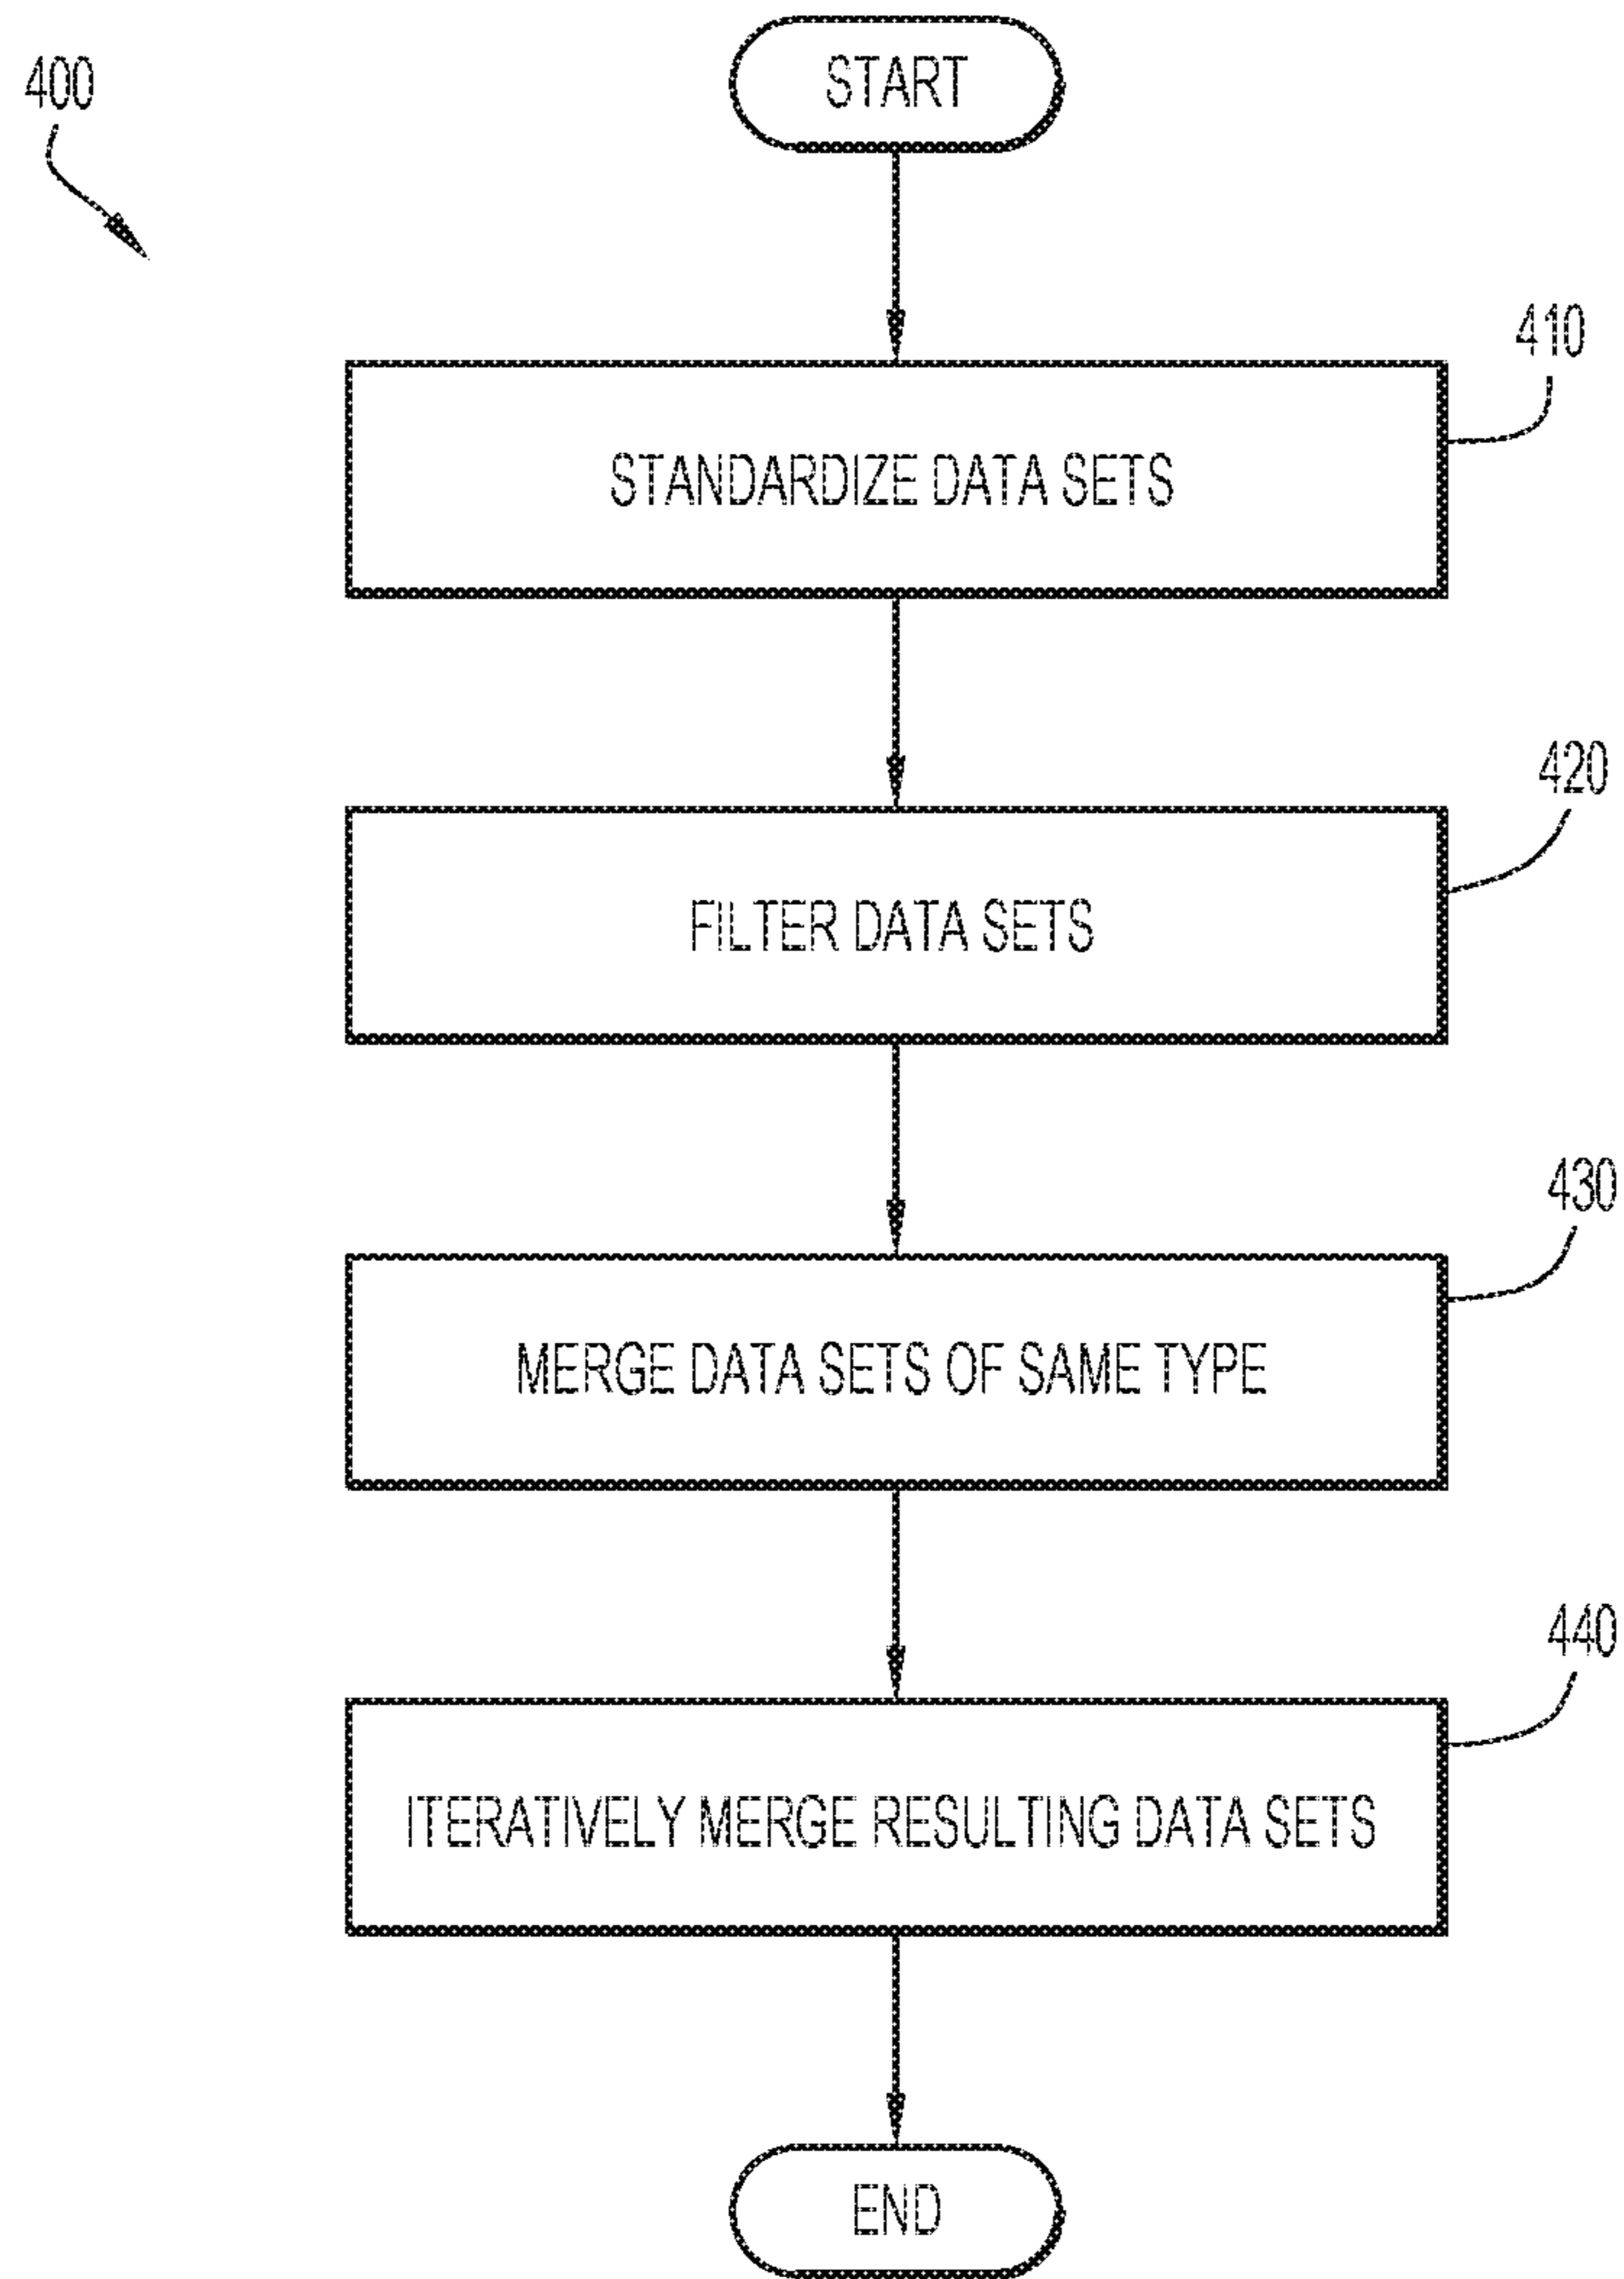 400
START
410
STANDARDIZE DATA SETS
420
FILTER DATA SETS
430
MERGE DATA SETS OF SAME TYPE
440
ITERATIVELY MERGE RESULTING DATA SETS
END